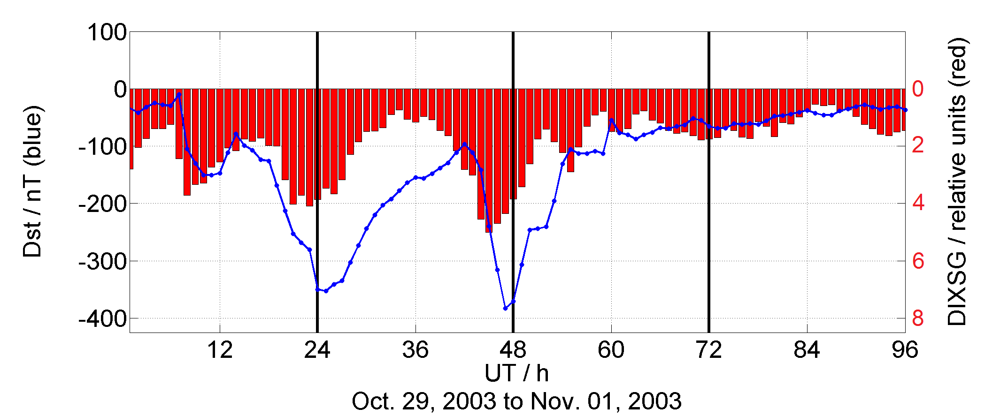 100
0
-100
-200
-300
-400
Dst / nT (blue)
0
2
4
6
8
DIXSG / relative units (red)
12 24 36 48 60 72 84 96
UT / h
Oct. 29, 2003 to Nov. 01, 2003